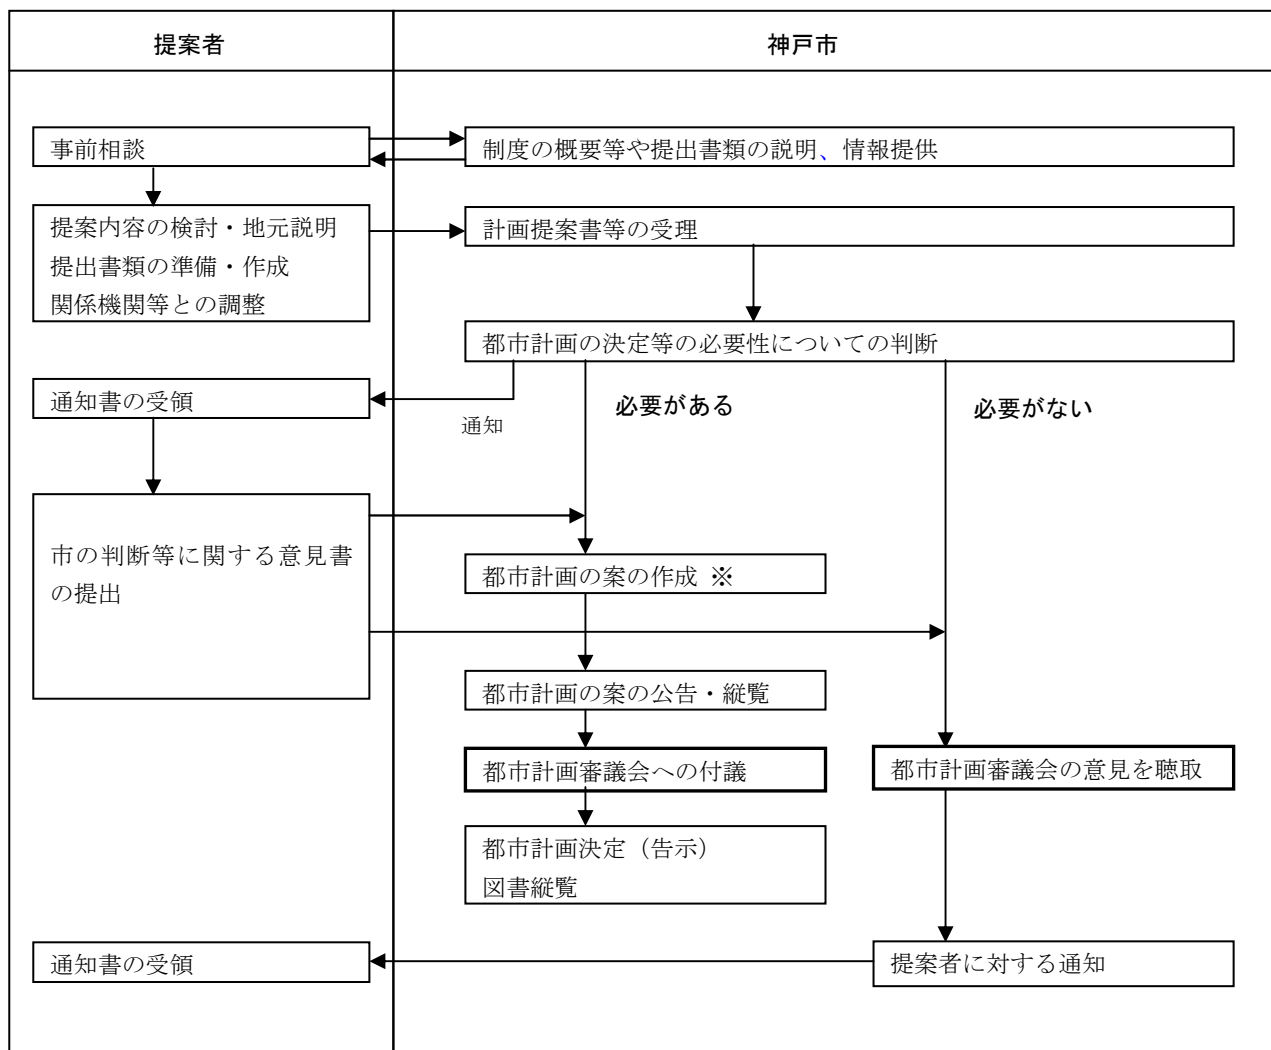 提案者
神戸市
事前相談
制度の概要等や提出書類の説明、情報提供
提案内容の検討・地元説明
提出書類の準備・作成
関係機関等との調整
計画提案書等の受理
都市計画の決定等の必要性についての判断
通知書の受領
通知
必要がある
必要がない
市の判断等に関する意見書
の提出
都市計画の案の作成 ※
都市計画の案の公告・縦覧
都市計画審議会への付議
都市計画審議会の意見を聴取
都市計画決定（告示）
図書縦覧
通知書の受領
提案者に対する通知